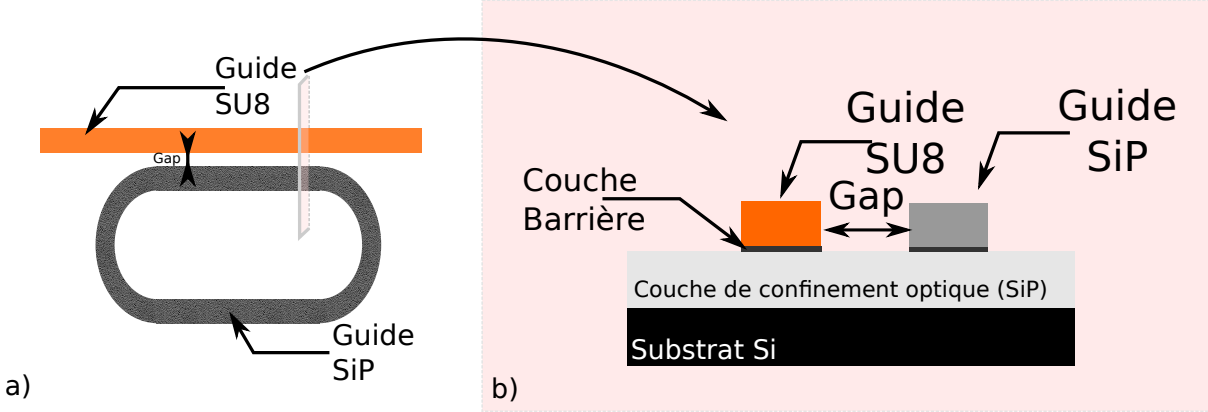 Guide
SU8
Gap
Guide
SiP
a)
Guide
SU8
Guide
SiP
Couche
Barrière
Gap
Couche de confinement optique (SiP)
Substrat Si
b)